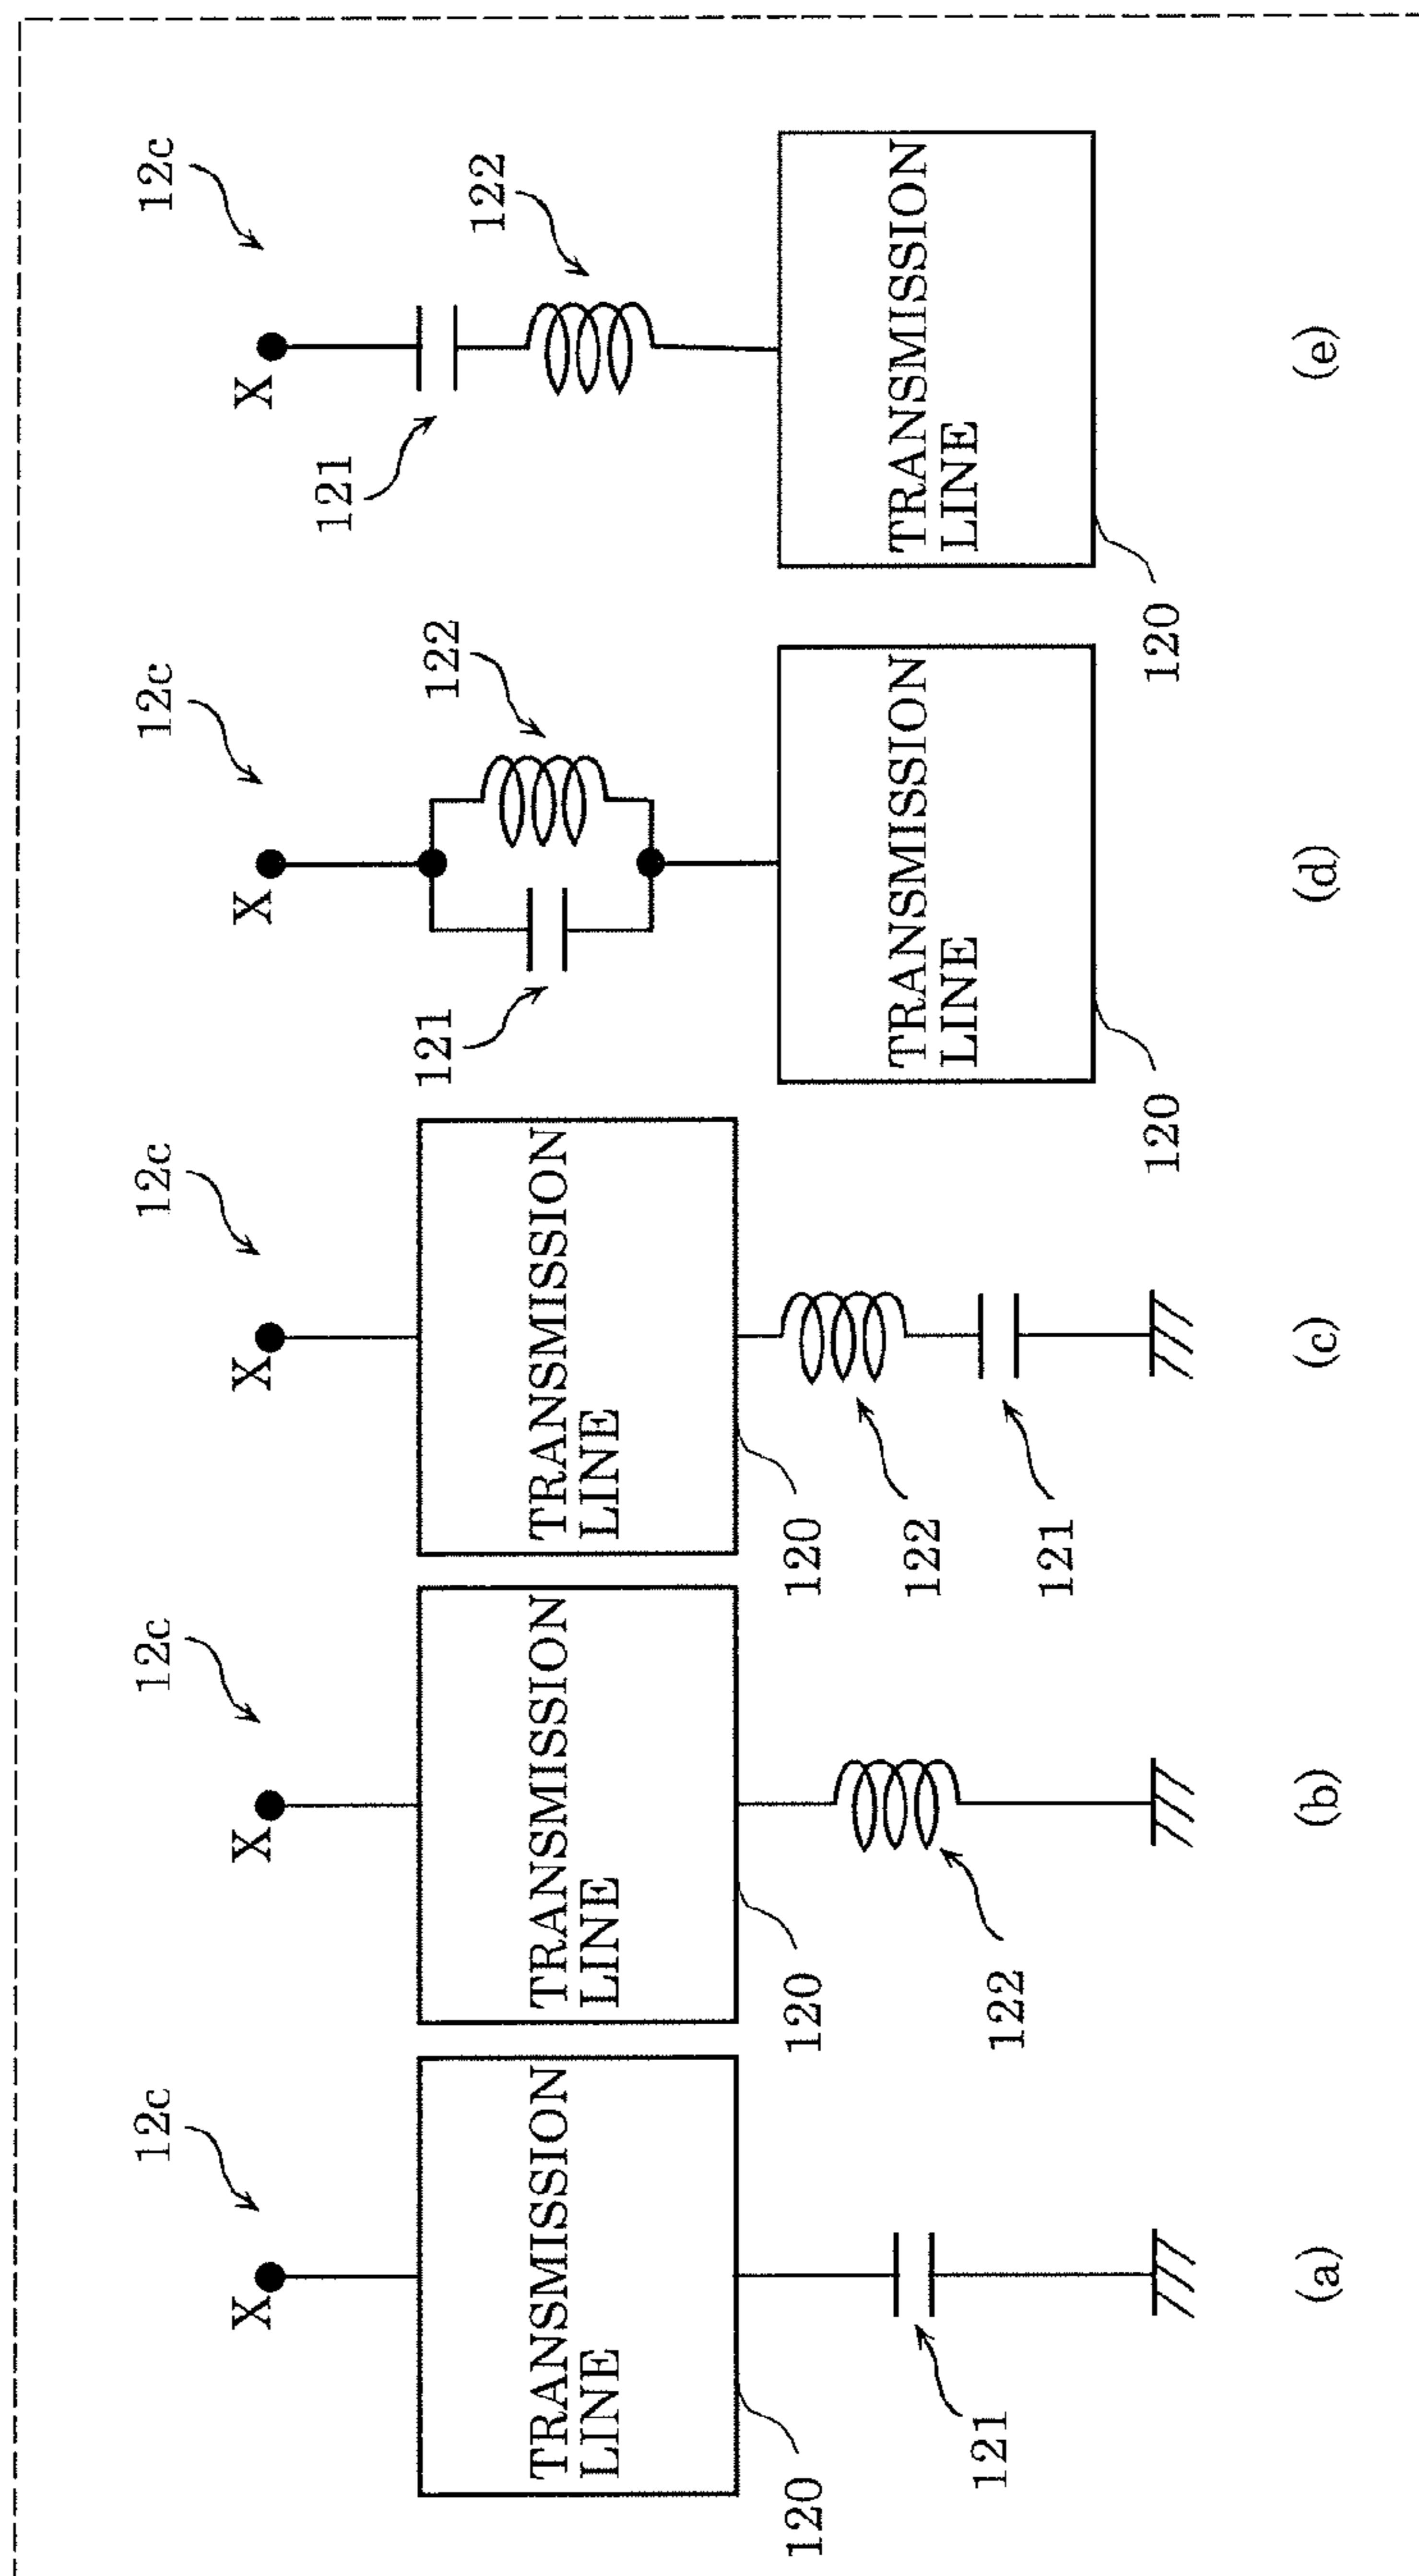 12c
X
TRANSMISSION
LINE
120
121
(a)
12c
X
TRANSMISSION
LINE
120
122
(b)
12c
X
TRANSMISSION
LINE
120
122
121
(c)
12c
X
122
121
TRANSMISSION
LINE
120
(d)
12c
X
122
121
TRANSMISSION
LINE
120
(e)